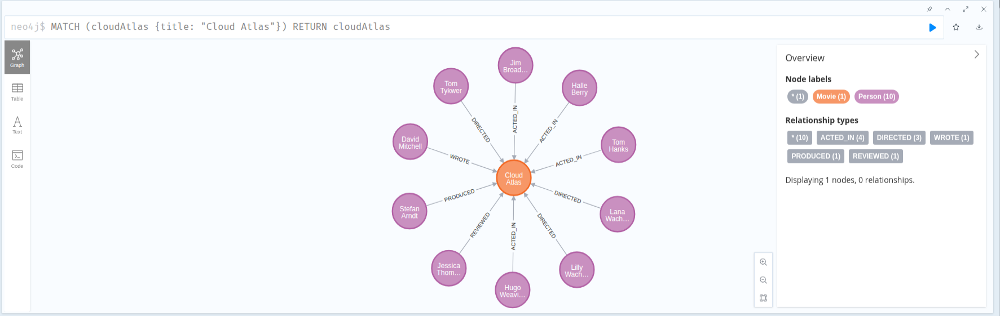 neo4j$ MATCH (cloudAtlas {title: "Cloud Atlas"}) RETURN cloudAtlas
Graph
Table
Text
Code
Jim
Broad...
Tom
Tykwer
Halle
Berry
David
Mitchell
Tom
Hanks
Cloud
Atlas
Stefan
Arndt
Lana
Wach...
Jessica
Thom...
Lilly
Wach...
Hugo
Weavi...
DIRECTED
ACTED_IN
ACTED_IN
WROTE
ACTED_IN
PRODUCED
DIRECTED
REVIEWED
ACTED_IN
DIRECTED
Overview
Node labels
* (1) Movie (1) Person (10)
Relationship types
* (10) ACTED_IN (4) DIRECTED (3) WROTE (1)
PRODUCED (1) REVIEWED (1)
Displaying 1 nodes, 0 relationships.